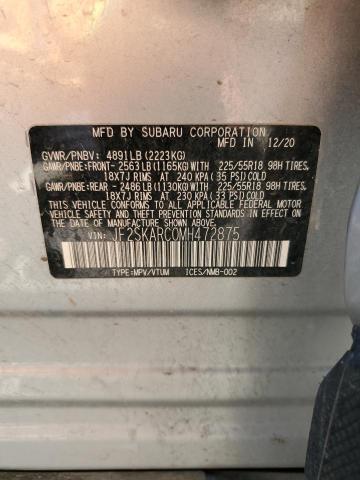 MFD BY SUBARU CORPORATION
MFD IN 12/20
GVWR/PNBV: 4891LB(2223KG)
GAWR/PNBE:FRONT- 2563LB(1165KG)WITH 225/55R18 98H TIRES,
18X7J RIMS AT 240 KPA(35 PSI)COLD
GAWR/PNBE:REAR - 2486LB(1130KG)WITH 225/55R18 98H TIRES,
18X7J RIMS AT 230 KPA(33 PSI)COLD
THIS VEHICLE CONFORMS TO ALL APPLICABLE FEDERAL MOTOR
VEHICLE SAFETY AND THEFT PREVENTION STANDARDS IN EFFECT ON
THE DATE OF MANUFACTURE SHOWN ABOVE.
VIN: JF2SKARC0MH472875
TYPE:MPV/VTUM ICES/NMB-002